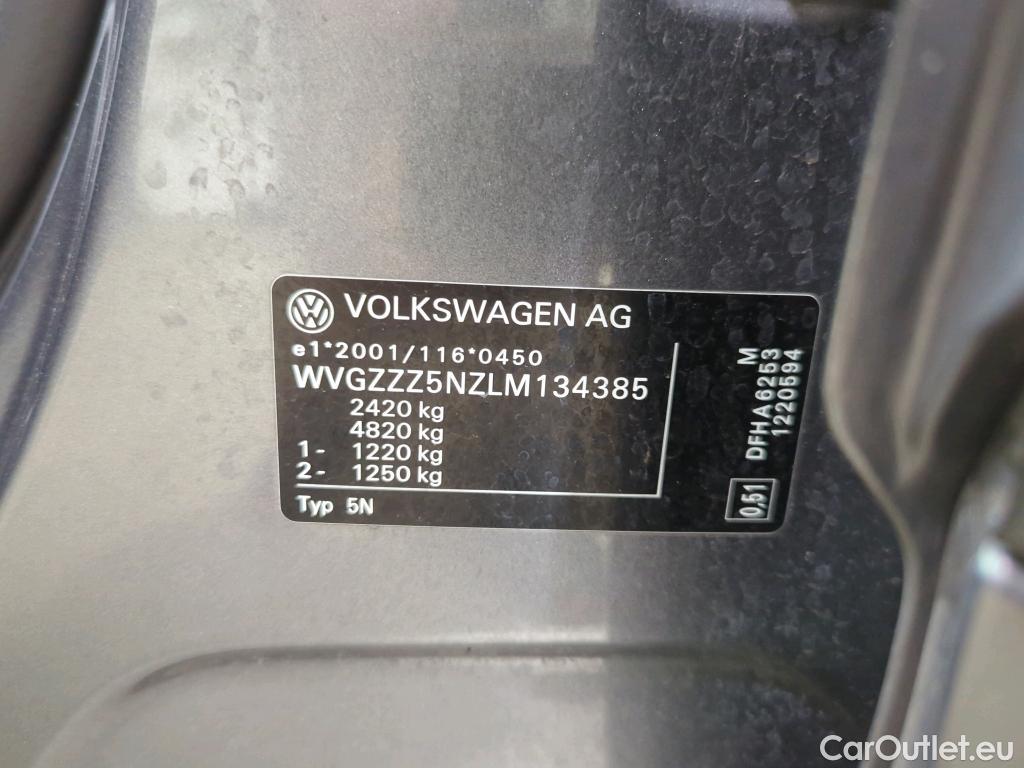 VOLKSWAGEN AG
e1*2001/116*0450
WVGZZZ5NZLM134385
2420 kg
4820 kg
1- 1220 kg
2- 1250 kg
Typ 5N
M
DFHA6253
1220594
0,51
CarOutlet.eu